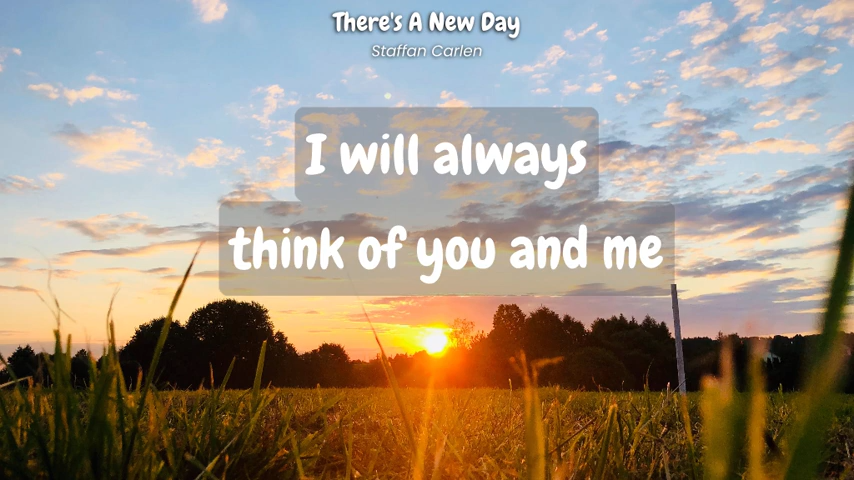 There's A New Day
Staffan Carlen
I will always
think of you and me